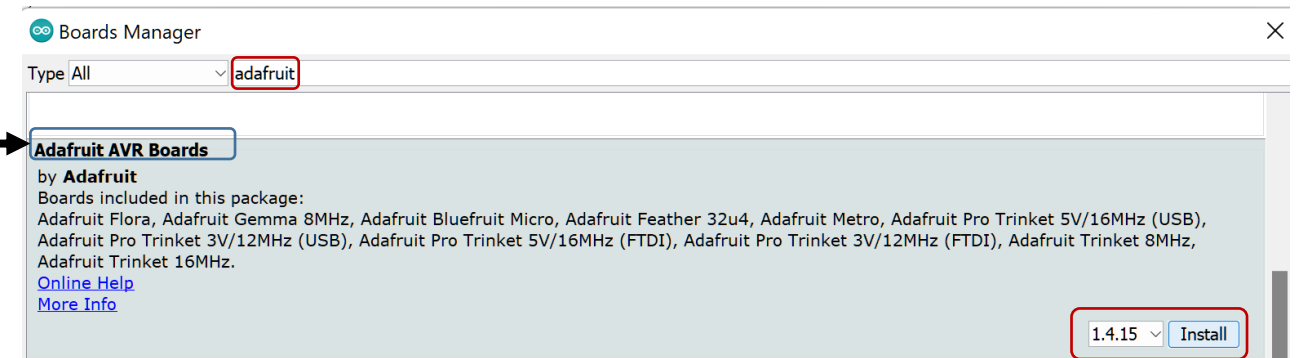 Boards Manager
Type All adafruit
Adafruit AVR Boards
by Adafruit
Boards included in this package:
Adafruit Flora, Adafruit Gemma 8MHz, Adafruit Bluefruit Micro, Adafruit Feather 32u4, Adafruit Metro, Adafruit Pro Trinket 5V/16MHz (USB),
Adafruit Pro Trinket 3V/12MHz (USB), Adafruit Pro Trinket 5V/16MHz (FTDI), Adafruit Pro Trinket 3V/12MHz (FTDI), Adafruit Trinket 8MHz,
Adafruit Trinket 16MHz.
Online Help
More Info
1.4.15 Install